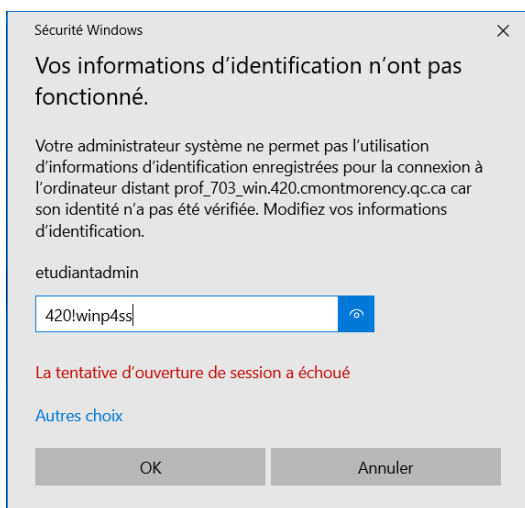 Sécurité Windows
Vos informations d’identification n’ont pas
fonctionné.
Votre administrateur système ne permet pas l’utilisation
d’informations d’identification enregistrées pour la connexion à
l’ordinateur distant prof_703_win.420.cmontmorency.qc.ca car
son identité n’a pas été vérifiée. Modifiez vos informations
d’identification.
etudiantadmin
420!winp4ss
La tentative d’ouverture de session a échoué
Autres choix
OK Annuler